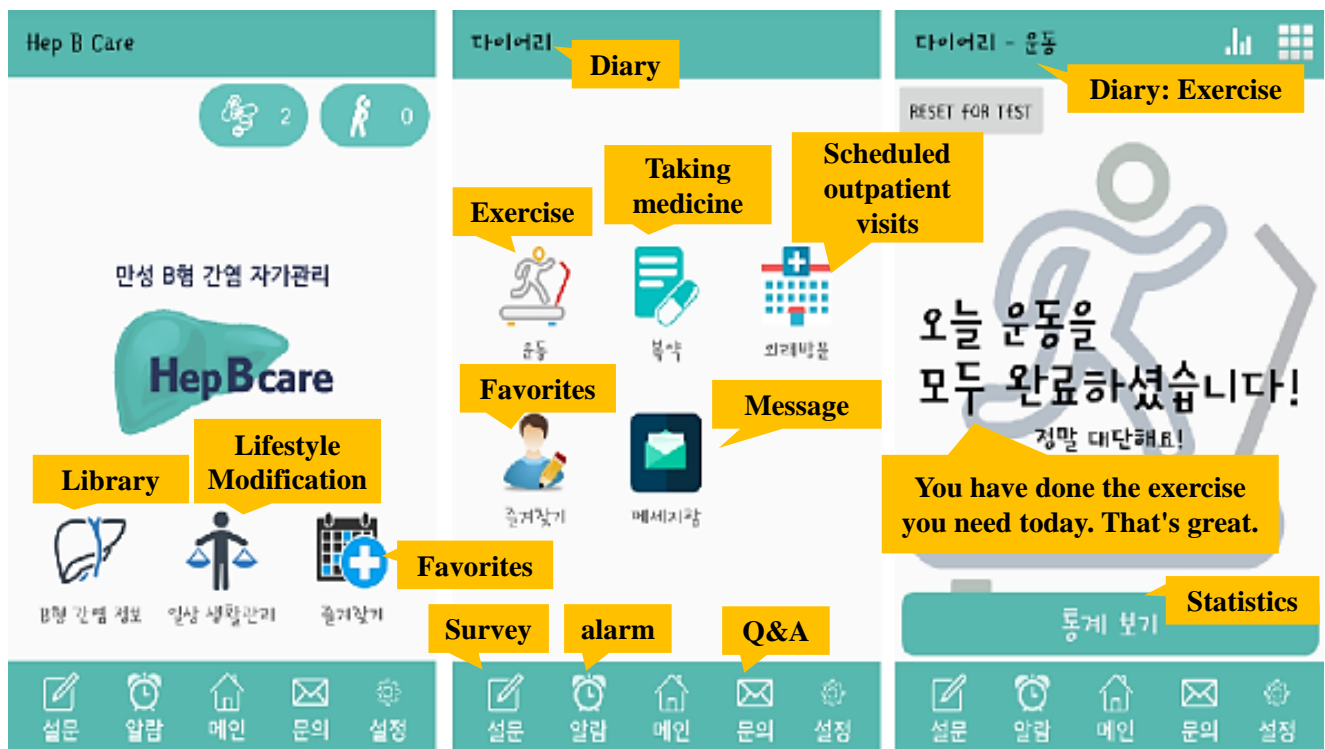 Hep B Care
2
0
만성 B형 간염 자가관리
Hep B care
Lifestyle
Modification
Library
Favorites
B형 간염 정보
일상 생활관리
즐겨찾기
설문
알람
메인
문의
설정
다이어리
Diary
Exercise
Taking
medicine
Scheduled
outpatient
visits
운동
복약
외래방문
Favorites
Message
즐겨찾기
메세지함
Survey
alarm
Q&A
설문
알람
메인
문의
설정
다이어리 - 운동
Diary: Exercise
RESET FOR TEST
오늘 운동을
모두 완료하셨습니다!
정말 대단해요!
You have done the exercise
you need today. That's great.
Statistics
통계 보기
설문
알람
메인
문의
설정